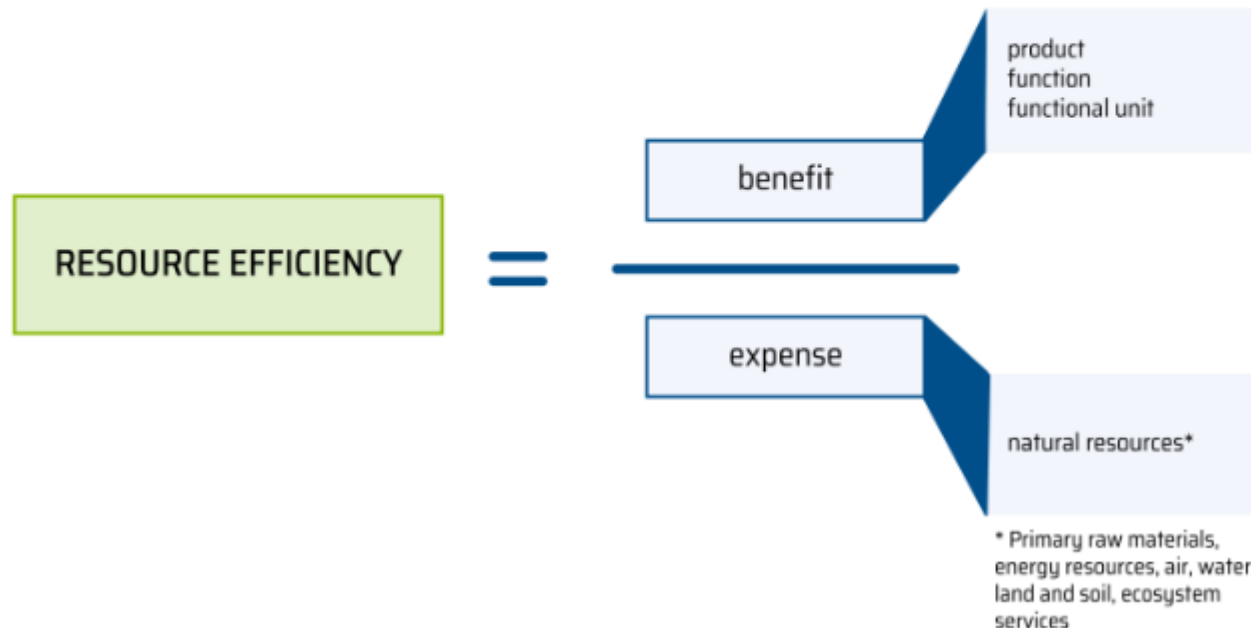 product
function
functional unit
benefit
RESOURCE EFFICIENCY
=
expense
natural resources*
* Primary raw materials,
energy resources, air, water
land and soil, ecosystem
services